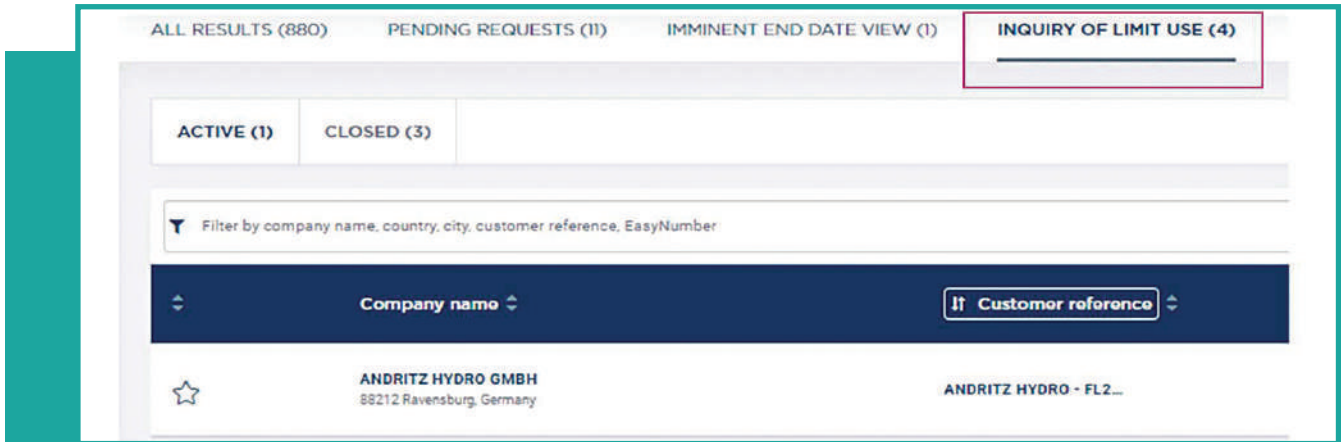 ALL RESULTS (880) PENDING REQUESTS (11) IMMINENT END DATE VIEW (1) INQUIRY OF LIMIT USE (4)
ACTIVE (1) CLOSED (3)
Filter by company name, country, city, customer reference, EasyNumber
Company name Customer reference
ANDRITZ HYDRO GMBH ANDRITZ HYDRO - FL2...
88212 Ravensburg, Germany